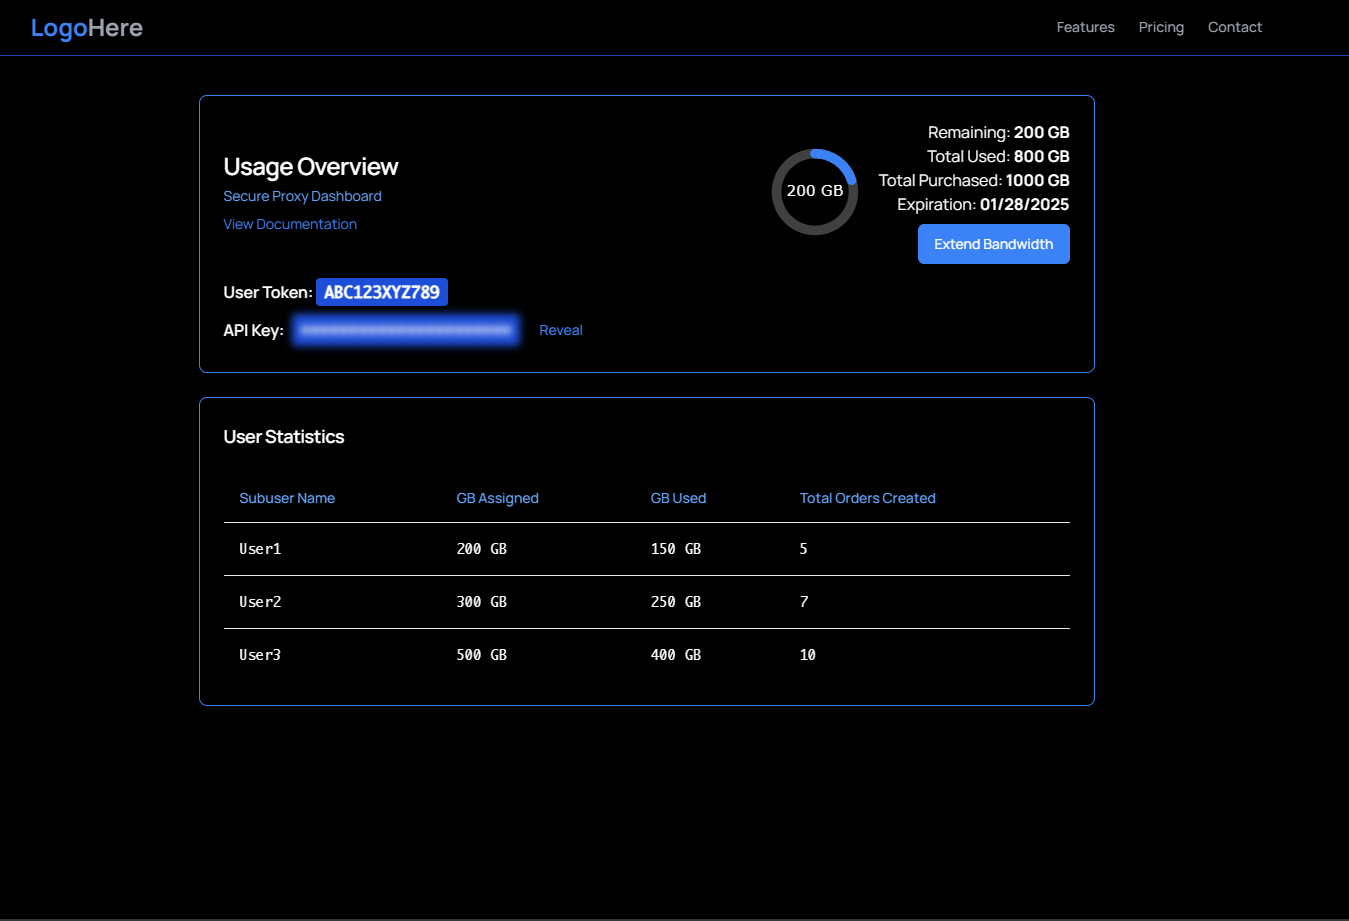 LogoHere
Features Pricing Contact
Usage Overview
Secure Proxy Dashboard
View Documentation
200 GB
Remaining: 200 GB
Total Used: 800 GB
Total Purchased: 1000 GB
Expiration: 01/28/2025
Extend Bandwidth
User Token: ABC123XYZ789
API Key: Reveal
User Statistics
Subuser Name GB Assigned GB Used Total Orders Created
User1 200 GB 150 GB 5
User2 300 GB 250 GB 7
User3 500 GB 400 GB 10